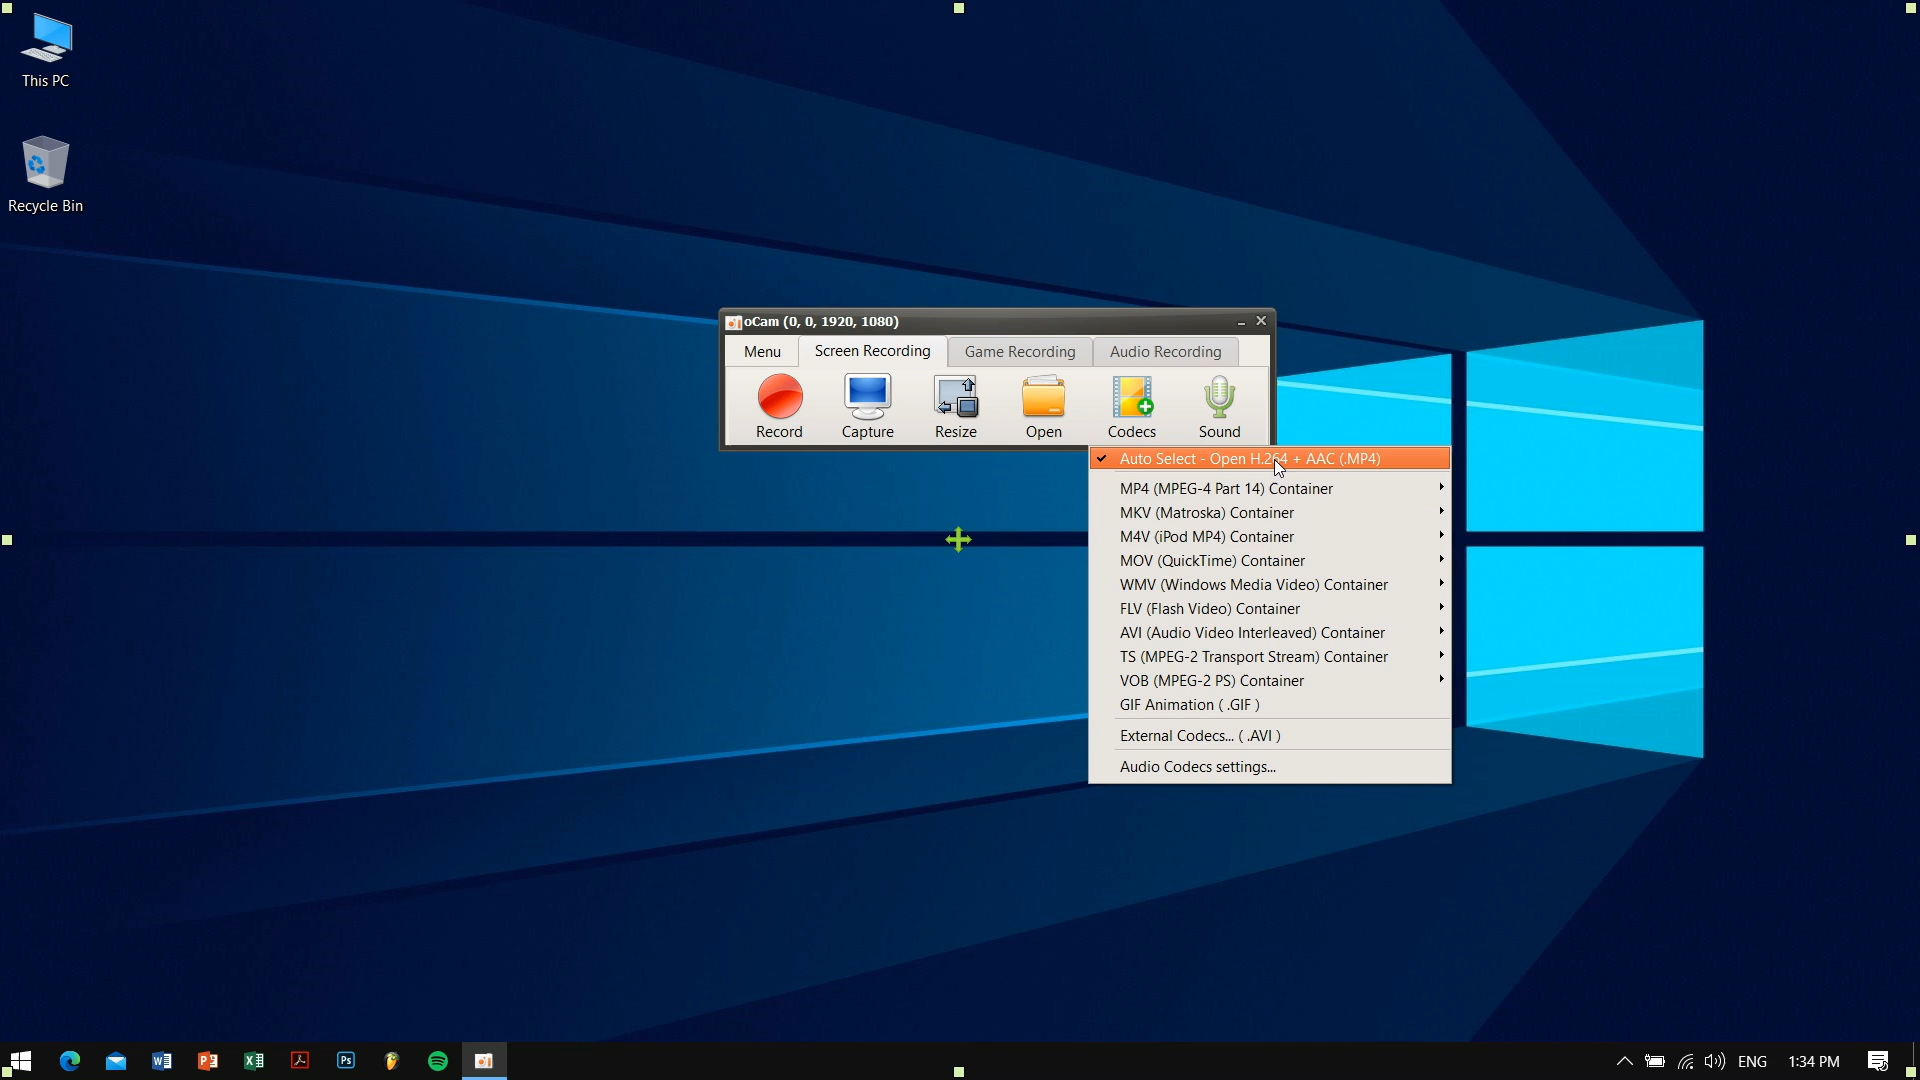 This PC
Recycle Bin
oCam (0, 0, 1920, 1080)
Menu
Screen Recording
Game Recording
Audio Recording
Record
Capture
Resize
Open
Codecs
Sound
Auto Select - Open H.264 + AAC (.MP4)
MP4 (MPEG-4 Part 14) Container
MKV (Matroska) Container
M4V (iPod MP4) Container
MOV (QuickTime) Container
WMV (Windows Media Video) Container
FLV (Flash Video) Container
AVI (Audio Video Interleaved) Container
TS (MPEG-2 Transport Stream) Container
VOB (MPEG-2 PS) Container
GIF Animation ( .GIF )
External Codecs... ( .AVI )
Audio Codecs settings...
Ps
ENG
1:34 PM